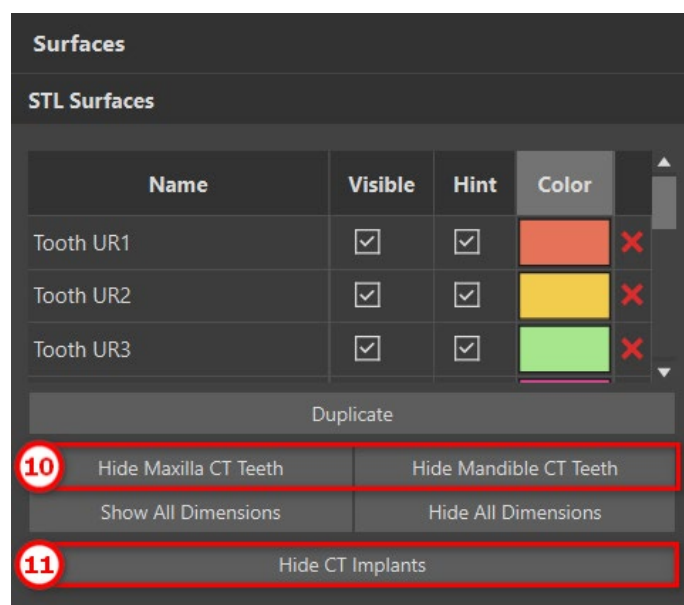 Surfaces
STL Surfaces
Name Visible Hint Color
Tooth UR1
Tooth UR2
Tooth UR3
Duplicate
10 Hide Maxilla CT Teeth Hide Mandible CT Teeth
Show All Dimensions Hide All Dimensions
11 Hide CT Implants